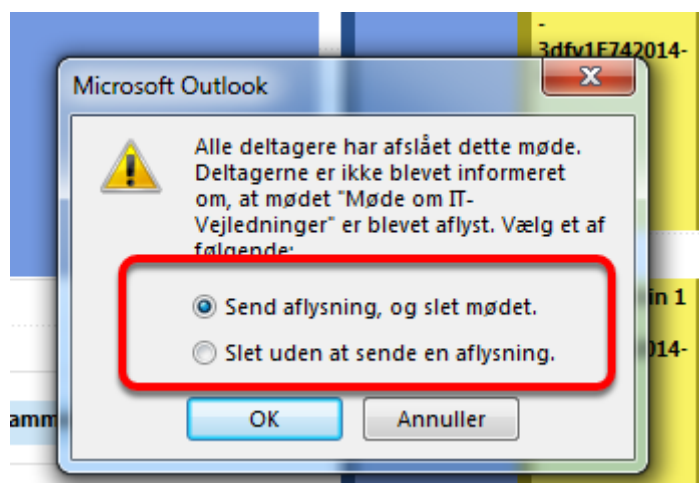 -
3dfv1F742014-
Microsoft Outlook
Alle deltagere har afslået dette møde.
Deltagerne er ikke blevet informeret
om, at mødet "Møde om IT-
Vejledninger" er blevet aflyst. Vælg et af
følgende:
Send aflysning, og slet mødet.
in 1
Slet uden at sende en aflysning.
014-
amm
OK
Annuller